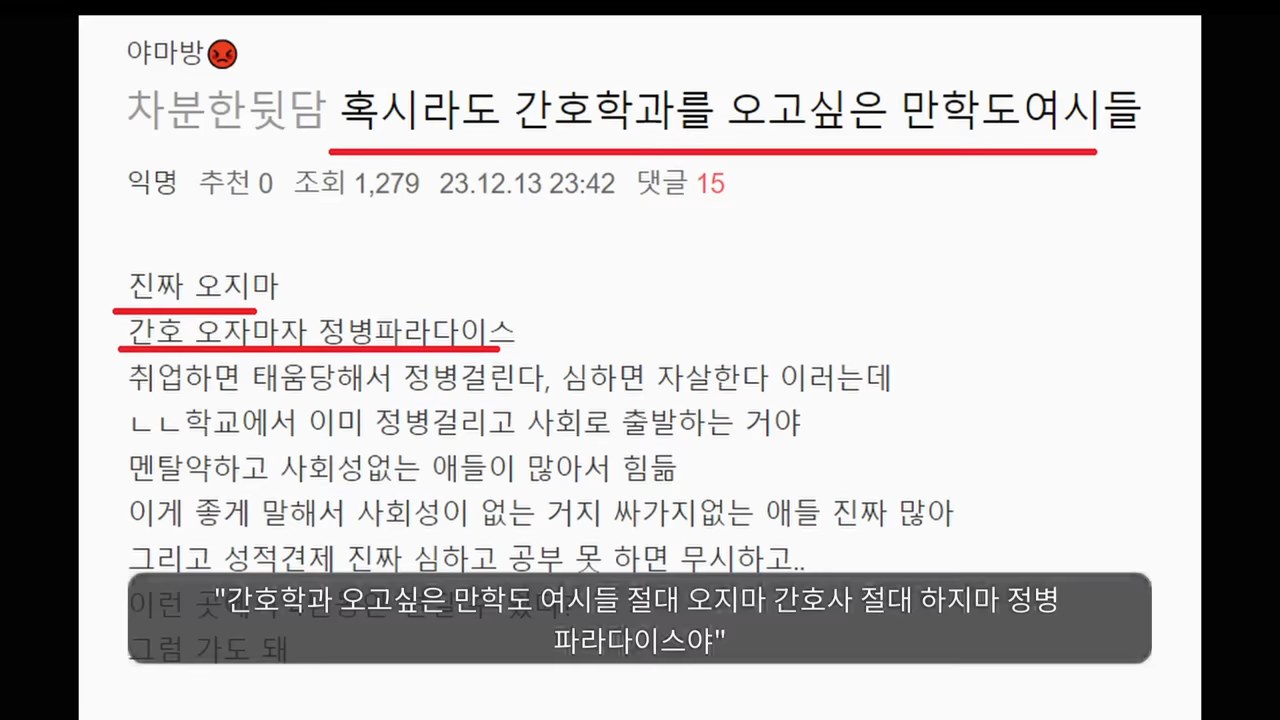 야마방😡
차분한뒷담 혹시라도 간호학과를 오고싶은 만학도여시들
익명 추천 0 조회 1,279 23.12.13 23:42 댓글 15
진짜 오지마
간호 오자마자 정병파라다이스
취업하면 태움당해서 정병걸린다, 심하면 자살한다 이러는데
ㄴㄴ학교에서 이미 정병걸리고 사회로 출발하는 거야
멘탈약하고 사회성없는 애들이 많아서 힘듦
이게 좋게 말해서 사회성이 없는 거지 싸가지없는 애들 진짜 많아
그리고 성적견제 진짜 심하고 공부 못 하면 무시하고..
이런
"간호학과 오고싶은 만학도 여시들 절대 오지마 간호사 절대 하지마 정병
파라다이스야"
그럼 가도 돼